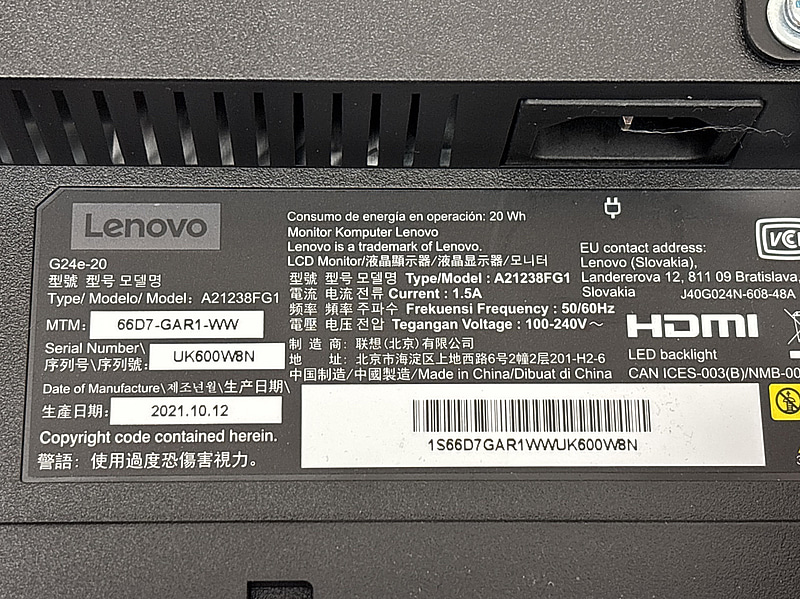 Lenovo
G24e-20
型號 型号 모델명
Type/ Modelo/ Model: A21238FG1
MTM: 66D7-GAR1-WW
Serial Number\
序列号\序列號: UK600W8N
Date of Manufacture\제조년월\生产日期\
生產日期: 2021.10.12
Copyright code contained herein.
警語: 使用過度恐傷害視力。
Consumo de energía en operación: 20 Wh
Monitor Komputer Lenovo
Lenovo is a trademark of Lenovo.
LCD Monitor/液晶顯示器/液晶显示器/모니터
型號 型号 모델명 Type/Model : A21238FG1
電流 电流 전류 Current : 1.5A
頻率 频率 주파수 Frekuensi Frequency : 50/60Hz
電壓 电压 전압 Tegangan Voltage : 100-240V～
制 造 商: 联想(北京)有限公司
地 址: 北京市海淀区上地西路6号2幢2层201-H2-6
中国制造/中國製造/Made in China/Dibuat di China
1S66D7GAR1WWUK600W8N
EU contact address:
Lenovo (Slovakia),
Landererova 12, 811 09 Bratislava,
Slovakia J40G024N-608-48A
HDMI
LED backlight
CAN ICES-003(B)/NMB-00
VC